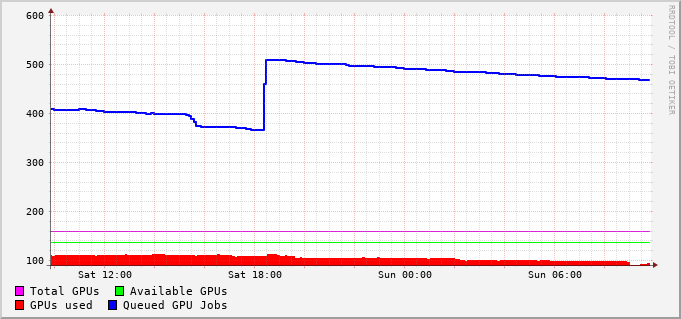 600
500
400
300
200
100
Sat 12:00 Sat 18:00 Sun 00:00 Sun 06:00
Total GPUs Available GPUs
GPUs used Queued GPU Jobs
RRDTOOL / TOBI OETIKER